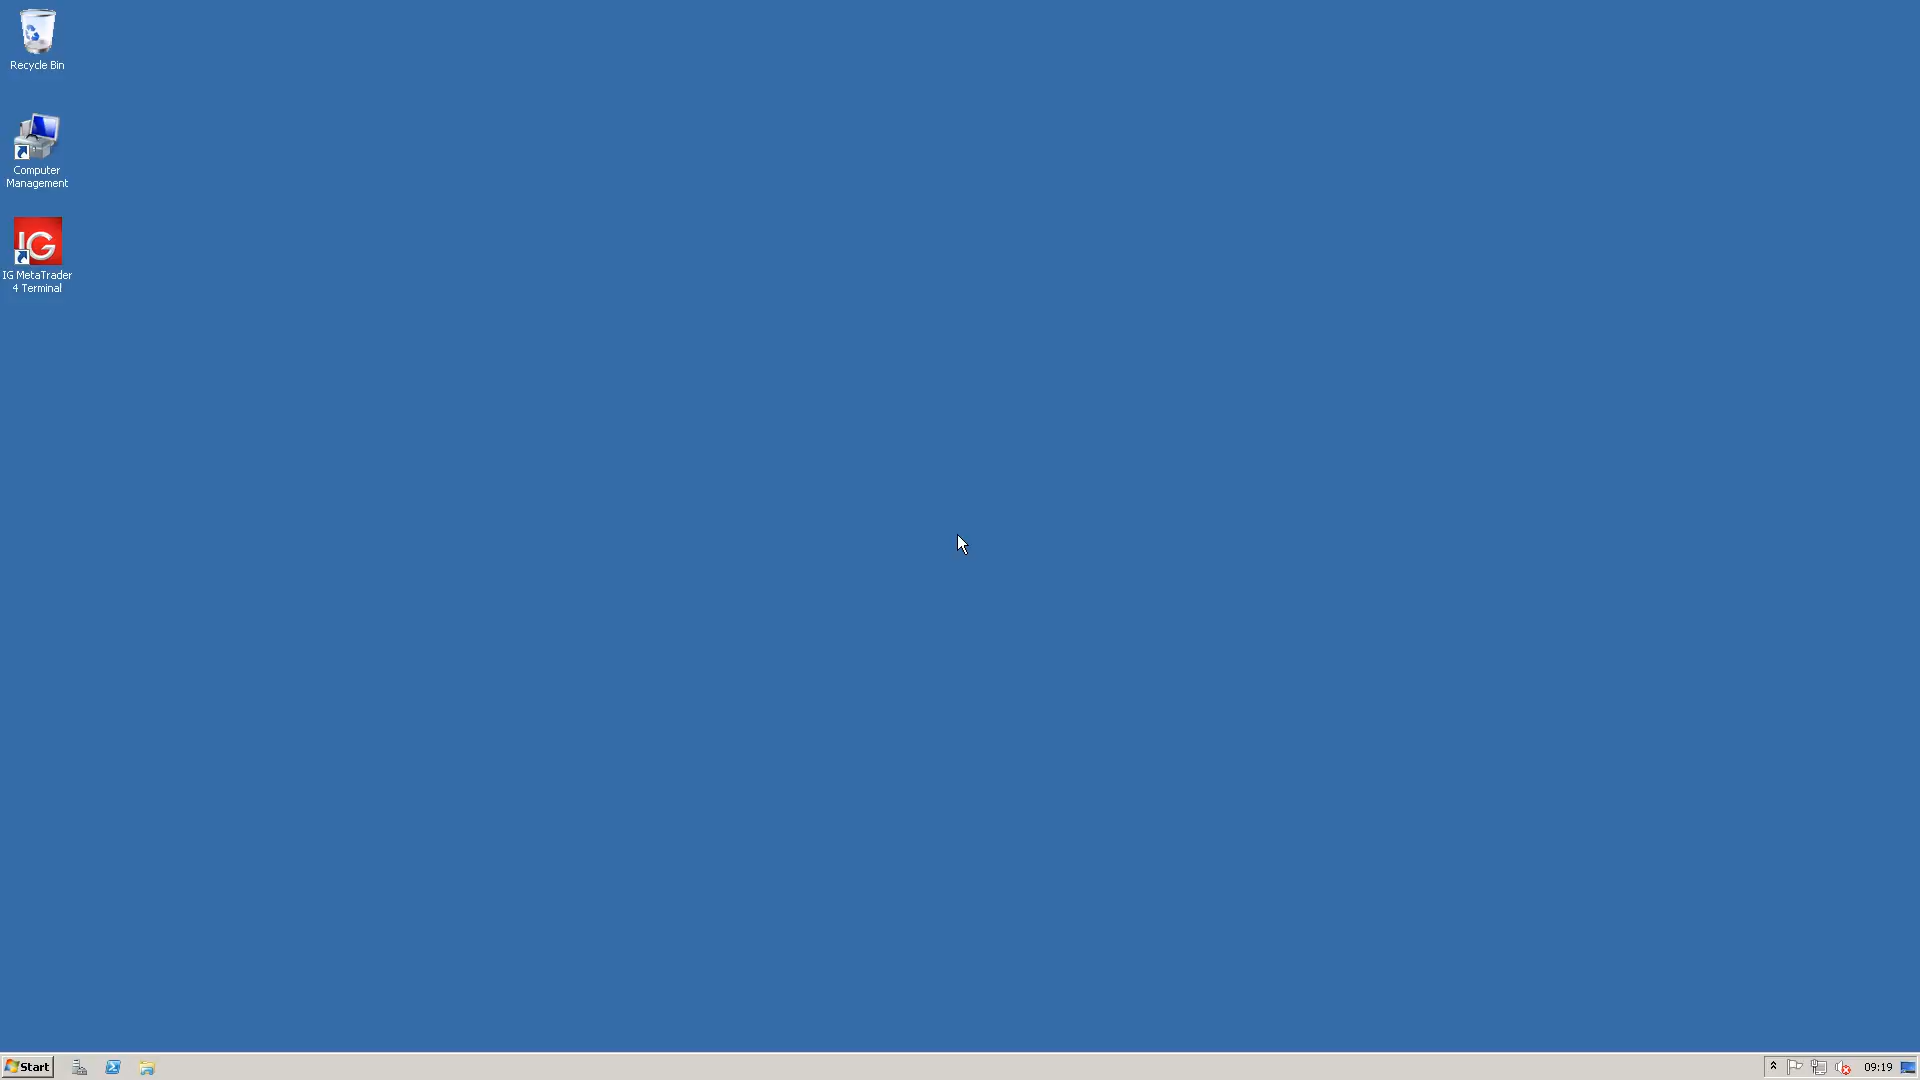 Recycle Bin
Computer
Management
IG
IG MetaTrader
4 Terminal
Start
09:19